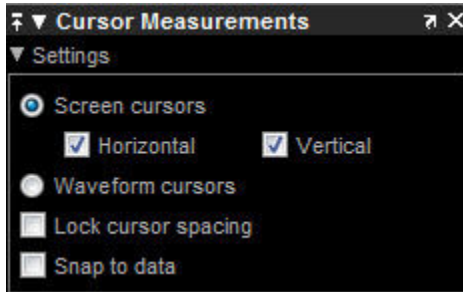 Cursor Measurements
Settings
Screen cursors
Horizontal Vertical
Waveform cursors
Lock cursor spacing
Snap to data